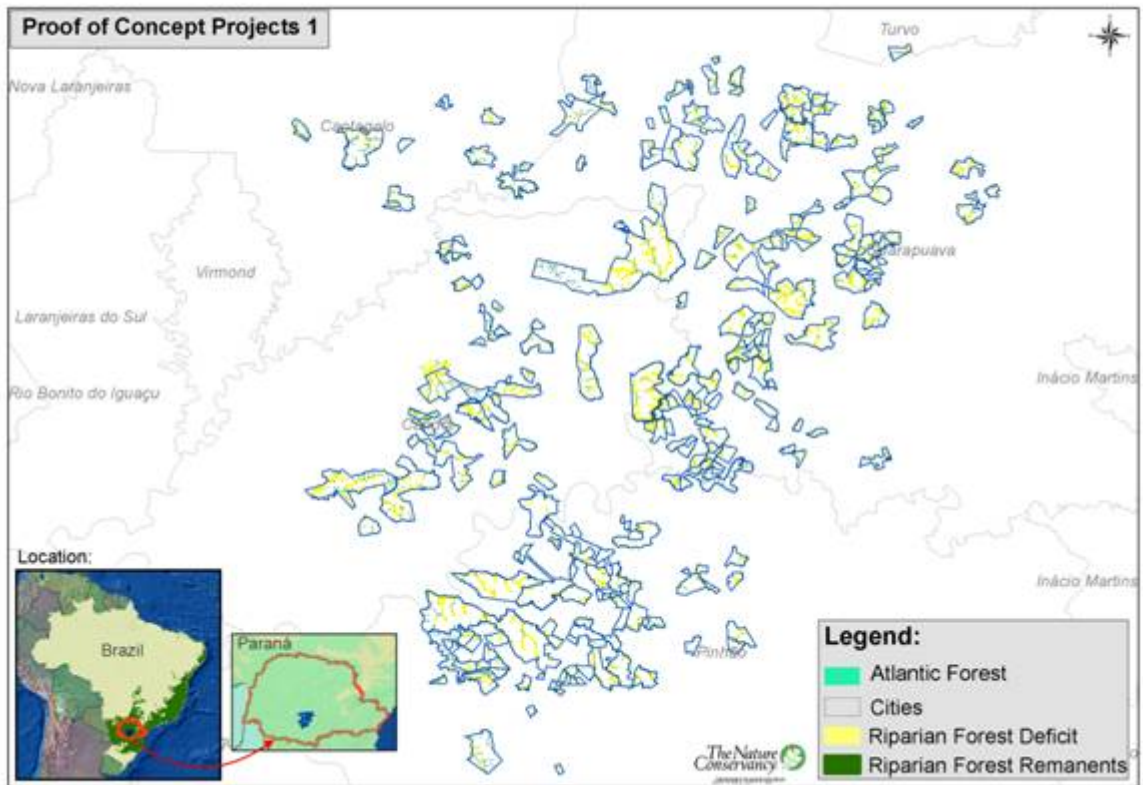 Proof of Concept Projects 1
Turvo
Nova Laranjeiras
Cantagalo
Virmond
arapuava
Laranjeiras do Sul
Inácio Martins
Rio Bonito do Iguaçu
Inácio Martins
Pinhão
Location:
Brazil
Paraná
The Nature
Conservancy
Legend:
Atlantic Forest
Cities
Riparian Forest Deficit
Riparian Forest Remanents